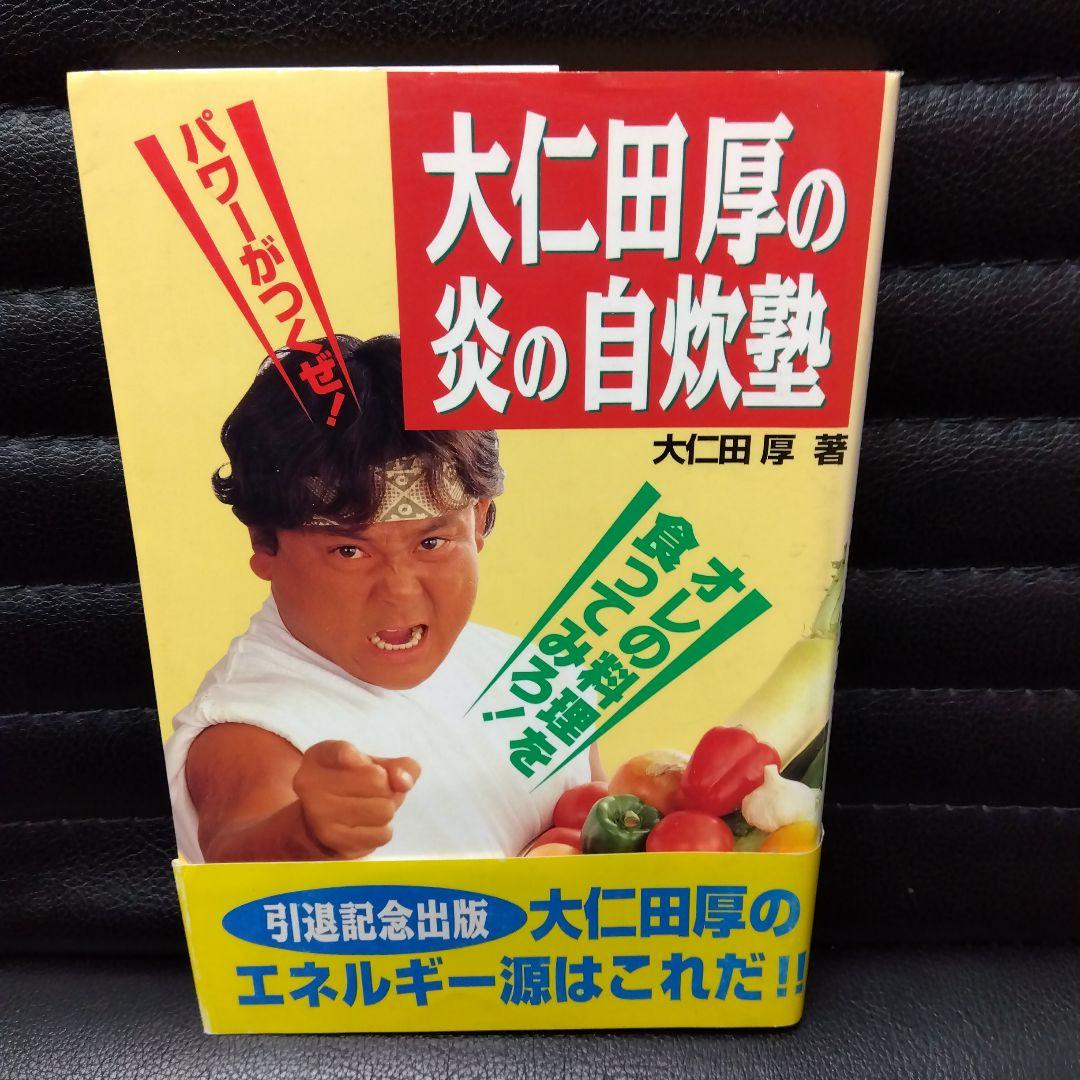 パワーがつくぜ！
大仁田厚の
炎の自炊塾
大仁田 厚 著
オレの料理を
食ってみろ！
引退記念出版
大仁田厚の
エネルギー源はこれだ！！